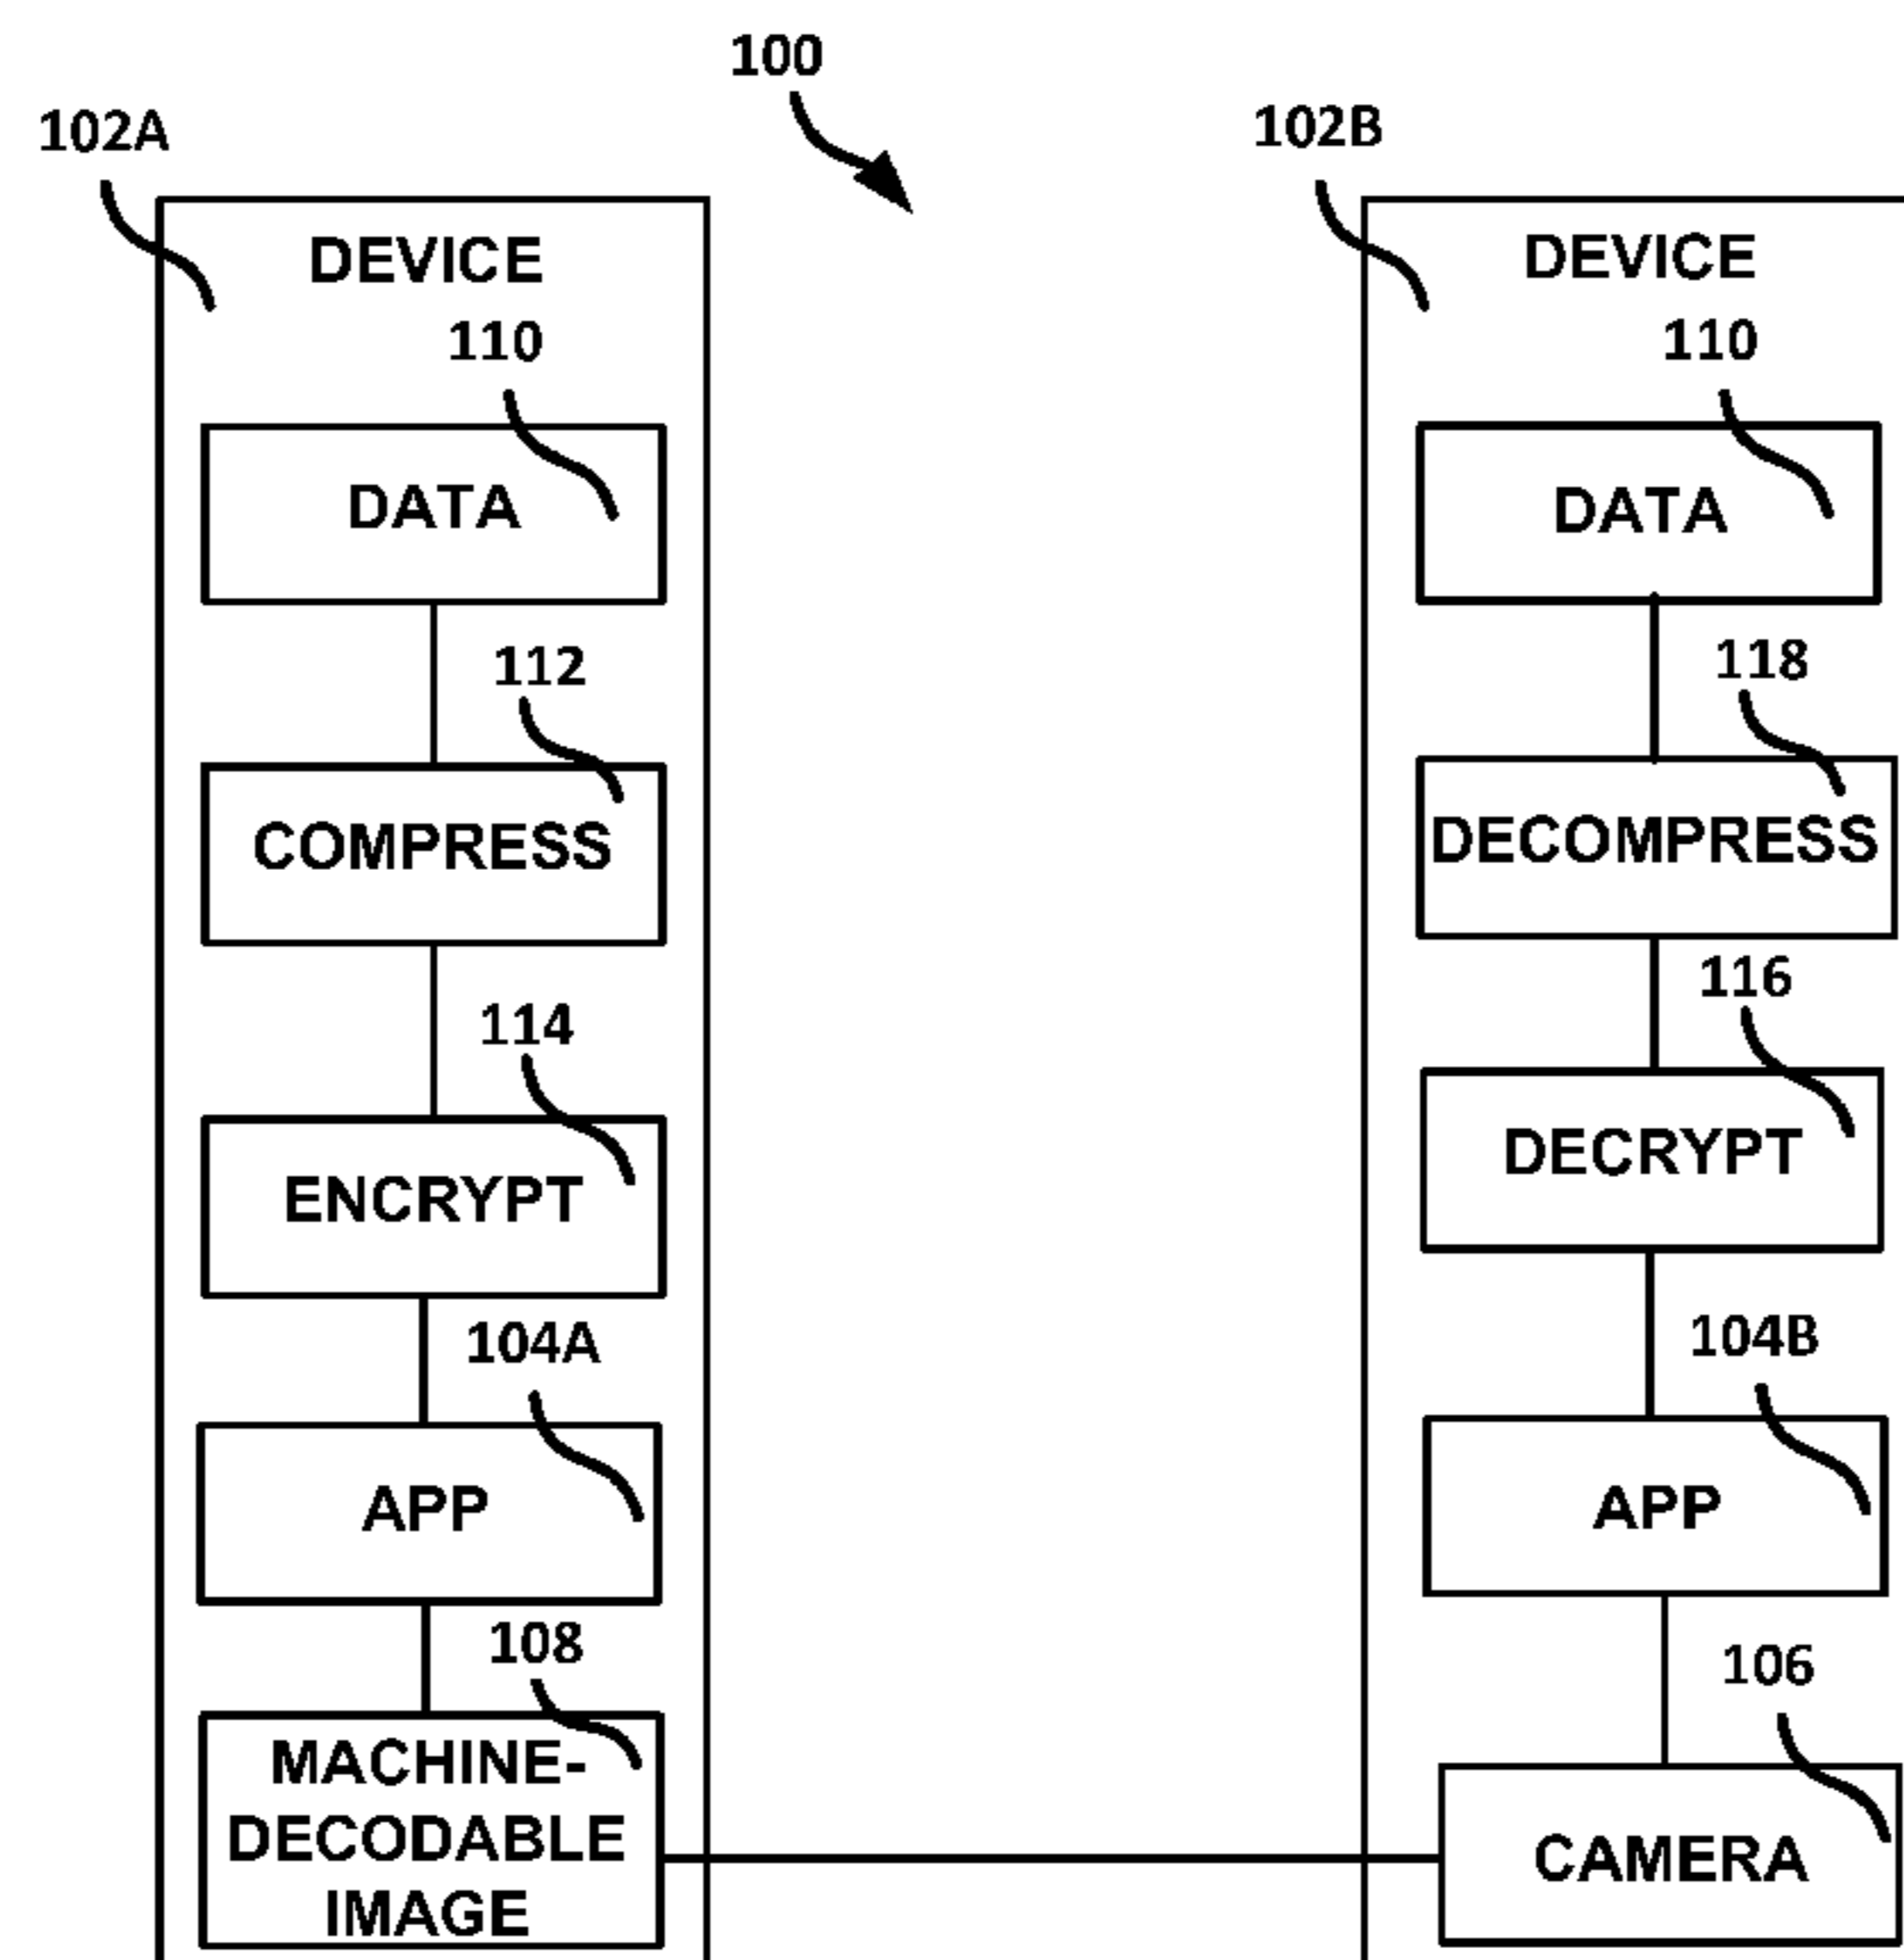 100
102A
DEVICE
110
DATA
112
COMPRESS
114
ENCRYPT
104A
APP
108
MACHINE-
DECODABLE
IMAGE
102B
DEVICE
110
DATA
118
DECOMPRESS
116
DECRYPT
104B
APP
106
CAMERA